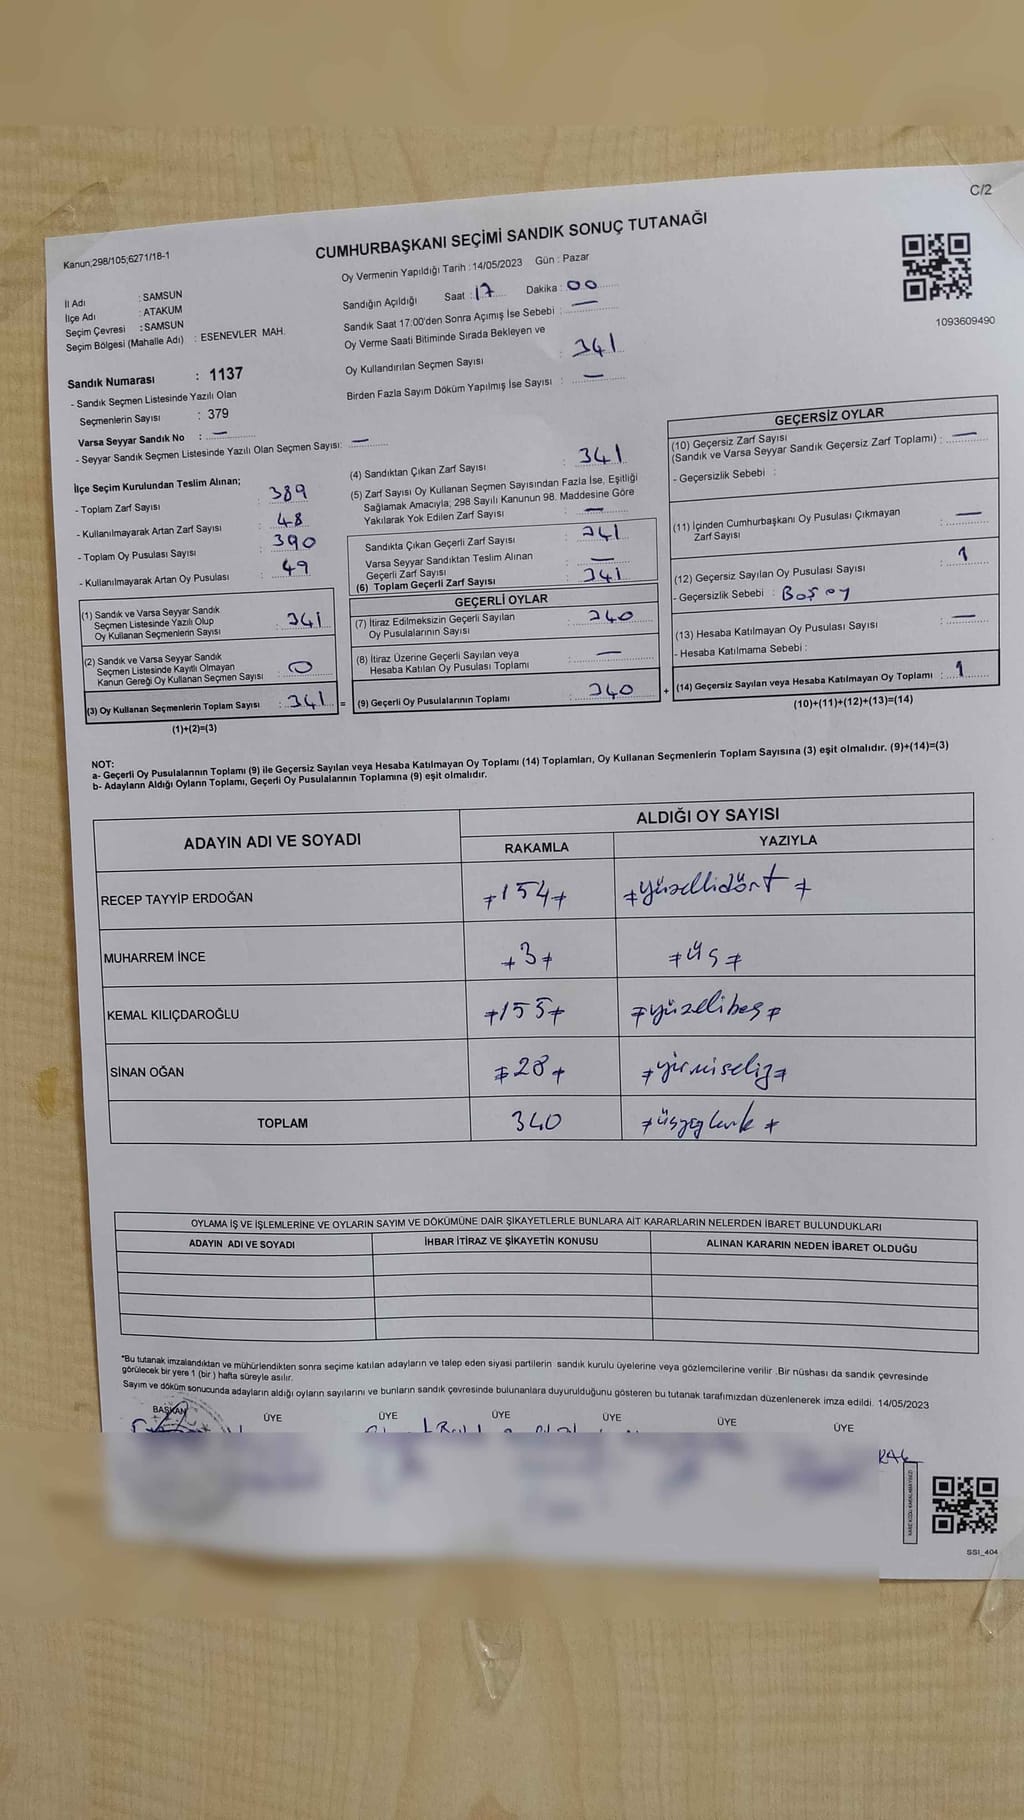 C/2
Kanun,298/105;6271/18-1
CUMHURBAŞKANI SEÇİMİ SANDIK SONUÇ TUTANAĞI
Oy Vermenin Yapıldığı Tarih : 14/05/2023 Gün : Pazar
İl Adı : SAMSUN
İlçe Adı : ATAKUM
Seçim Çevresi : SAMSUN
Seçim Bölgesi (Mahalle Adı) : ESENEVLER MAH.
Sandığın Açıldığı Saat : 17 Dakika : 00
Sandık Saat 17:00'den Sonra Açımış İse Sebebi : —
Oy Verme Saati Bitiminde Sırada Bekleyen ve
Oy Kullandırılan Seçmen Sayısı : 341
Birden Fazla Sayım Döküm Yapılmış İse Sayısı : —
1093609490
Sandık Numarası : 1137
- Sandık Seçmen Listesinde Yazılı Olan
Seçmenlerin Sayısı : 379
Varsa Seyyar Sandık No : —
- Seyyar Sandık Seçmen Listesinde Yazılı Olan Seçmen Sayısı: —
İlçe Seçim Kurulundan Teslim Alınan;
- Toplam Zarf Sayısı : 389
- Kullanılmayarak Artan Zarf Sayısı : 48
- Toplam Oy Pusulası Sayısı : 390
- Kullanılmayarak Artan Oy Pusulası : 49
(1) Sandık ve Varsa Seyyar Sandık
Seçmen Listesinde Yazılı Olup
Oy Kullanan Seçmenlerin Sayısı : 341
(2) Sandık ve Varsa Seyyar Sandık
Seçmen Listesinde Kayıtlı Olmayan
Kanun Gereği Oy Kullanan Seçmen Sayısı : 0
(3) Oy Kullanan Seçmenlerin Toplam Sayısı : 341 =
(1)+(2)=(3)
(4) Sandıktan Çıkan Zarf Sayısı : 341
(5) Zarf Sayısı Oy Kullanan Seçmen Sayısından Fazla İse, Eşitliği
Sağlamak Amacıyla; 298 Sayılı Kanunun 98. Maddesine Göre
Yakılarak Yok Edilen Zarf Sayısı : —
Sandıkta Çıkan Geçerli Zarf Sayısı : 341
Varsa Seyyar Sandıktan Teslim Alınan
Geçerli Zarf Sayısı : —
(6) Toplam Geçerli Zarf Sayısı : 341
GEÇERLİ OYLAR
(7) İtiraz Edilmeksizin Geçerli Sayılan
Oy Pusulalarının Sayısı : 340
(8) İtiraz Üzerine Geçerli Sayılan veya
Hesaba Katılan Oy Pusulası Toplamı : —
(9) Geçerli Oy Pusulalarının Toplamı : 340 +
GEÇERSİZ OYLAR
(10) Geçersiz Zarf Sayısı
(Sandık ve Varsa Seyyar Sandık Geçersiz Zarf Toplamı) : —
- Geçersizlik Sebebi :
(11) İçinden Cumhurbaşkanı Oy Pusulası Çıkmayan
Zarf Sayısı : —
(12) Geçersiz Sayılan Oy Pusulası Sayısı : 1
- Geçersizlik Sebebi : Boş oy
(13) Hesaba Katılmayan Oy Pusulası Sayısı : —
- Hesaba Katılmama Sebebi :
(14) Geçersiz Sayılan veya Hesaba Katılmayan Oy Toplamı : 1
(10)+(11)+(12)+(13)=(14)
NOT:
a- Geçerli Oy Pusulalarının Toplamı (9) ile Geçersiz Sayılan veya Hesaba Katılmayan Oy Toplamı (14) Toplamları, Oy Kullanan Seçmenlerin Toplam Sayısına (3) eşit olmalıdır. (9)+(14)=(3)
b- Adayların Aldığı Oyların Toplamı, Geçerli Oy Pusulalarının Toplamına (9) eşit olmalıdır.
ADAYIN ADI VE SOYADI ALDIĞI OY SAYISI
RAKAMLA YAZIYLA
RECEP TAYYİP ERDOĞAN 154 yüzellidört
MUHARREM İNCE 3 üç
KEMAL KILIÇDAROĞLU 155 yüzelibeş
SİNAN OĞAN 28 yirmisekiz
TOPLAM 340
OYLAMA İŞ VE İŞLEMLERİNE VE OYLARIN SAYIM VE DÖKÜMÜNE DAİR ŞİKAYETLERLE BUNLARA AİT KARARLARIN NELERDEN İBARET BULUNDUKLARI
ADAYIN ADI VE SOYADI İHBAR İTİRAZ VE ŞİKAYETİN KONUSU ALINAN KARARIN NEDEN İBARET OLDUĞU
*Bu tutanak imzalandıktan ve mühürlendikten sonra seçime katılan adayların ve talep eden siyasi partilerin sandık kurulu üyelerine veya gözlemcilerine verilir .Bir nüshası da sandık çevresinde
görülecek bir yere 1 (bir ) hafta süreyle asılır.
Sayım ve döküm sonucunda adayların aldığı oyların sayılarını ve bunların sandık çevresinde bulunanlara duyurulduğunu gösteren bu tutanak tarafımızdan düzenlenerek imza edildi. 14/05/2023
BAŞKAN ÜYE ÜYE ÜYE ÜYE ÜYE ÜYE
SSI_404